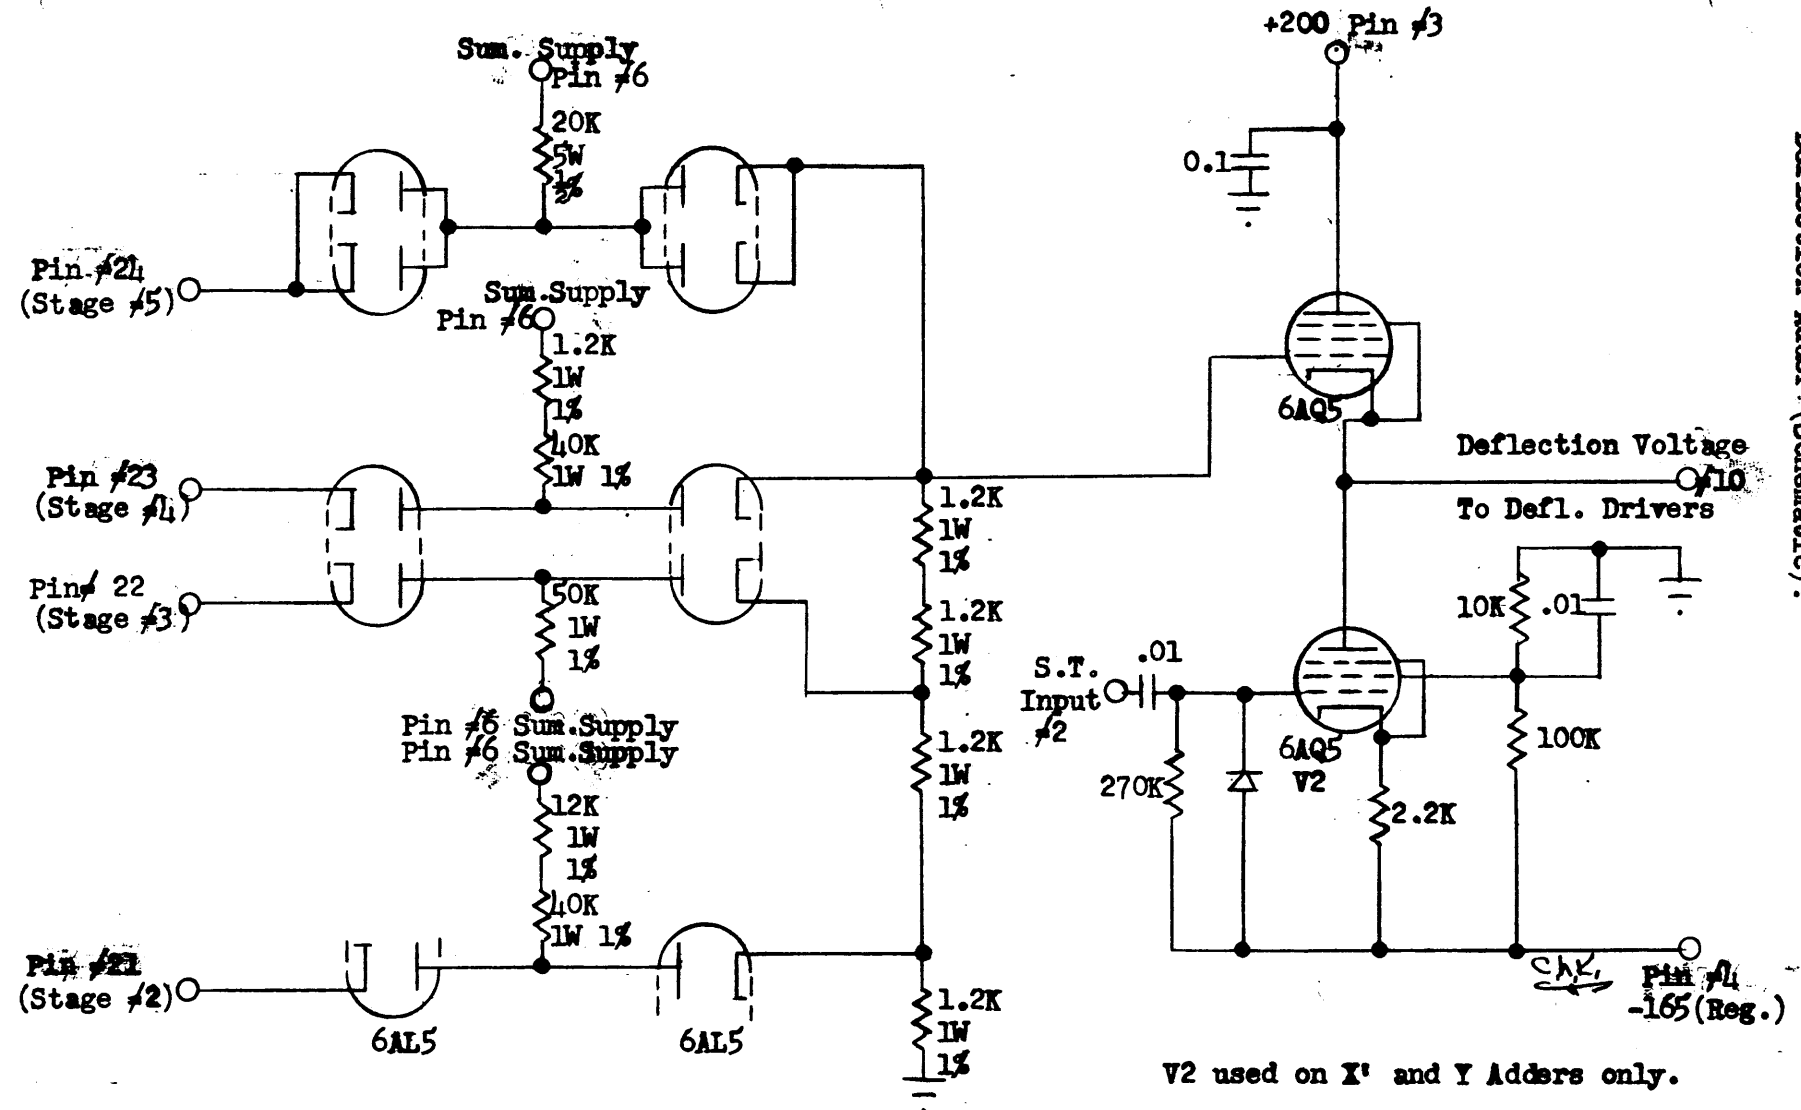 +200 Pin #3
Sum. Supply
Pin #6
20K
5W
½%
0.1
Pin #24
(Stage #5)
Sum.Supply
Pin #6
1.2K
1W
1%
40K
1W 1%
6AQ5
Deflection Voltage
#10
To Defl. Drivers
Pin #23
(Stage #4)
1.2K
1W
1%
Pin# 22
(Stage #3)
50K
1W
1%
1.2K
1W
1%
10K
.01
S.T.
Input
#2
.01
Pin #6 Sum.Supply
Pin #6 Sum.Supply
1.2K
1W
1%
6AQ5
V2
100K
270K
2.2K
12K
1W
1%
40K
1W 1%
Pin #21
(Stage #2)
6AL5
6AL5
1.2K
1W
1%
Ch.K.
Pin #4
-165(Reg.)
V2 used on X' and Y Adders only.